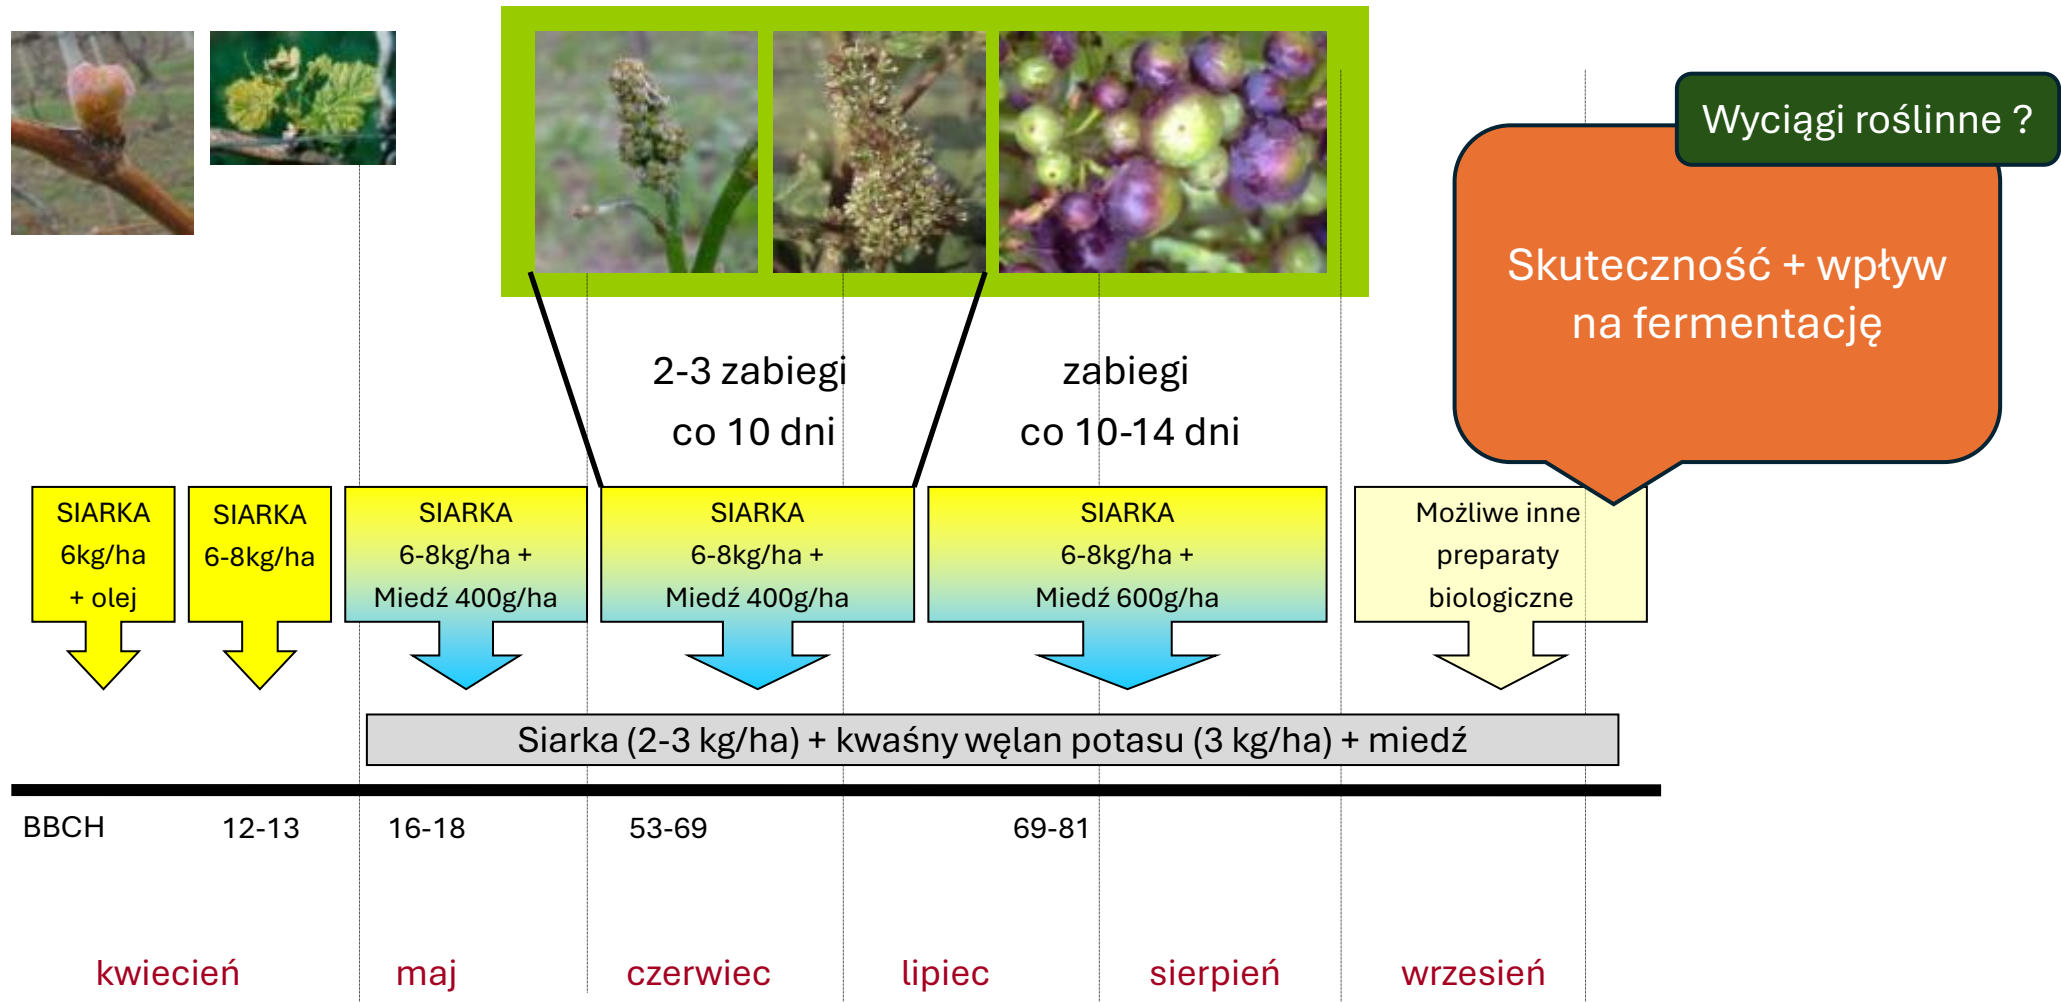 Wyciągi roślinne ?
Skuteczność + wpływ
na fermentację
2-3 zabiegi
co 10 dni
zabiegi
co 10-14 dni
SIARKA
6kg/ha
+ olej
SIARKA
6-8kg/ha
SIARKA
6-8kg/ha +
Miedź 400g/ha
SIARKA
6-8kg/ha +
Miedź 400g/ha
SIARKA
6-8kg/ha +
Miedź 600g/ha
Możliwe inne
preparaty
biologiczne
Siarka (2-3 kg/ha) + kwaśny węlan potasu (3 kg/ha) + miedź
BBCH 12-13 16-18 53-69 69-81
kwiecień maj czerwiec lipiec sierpień wrzesień